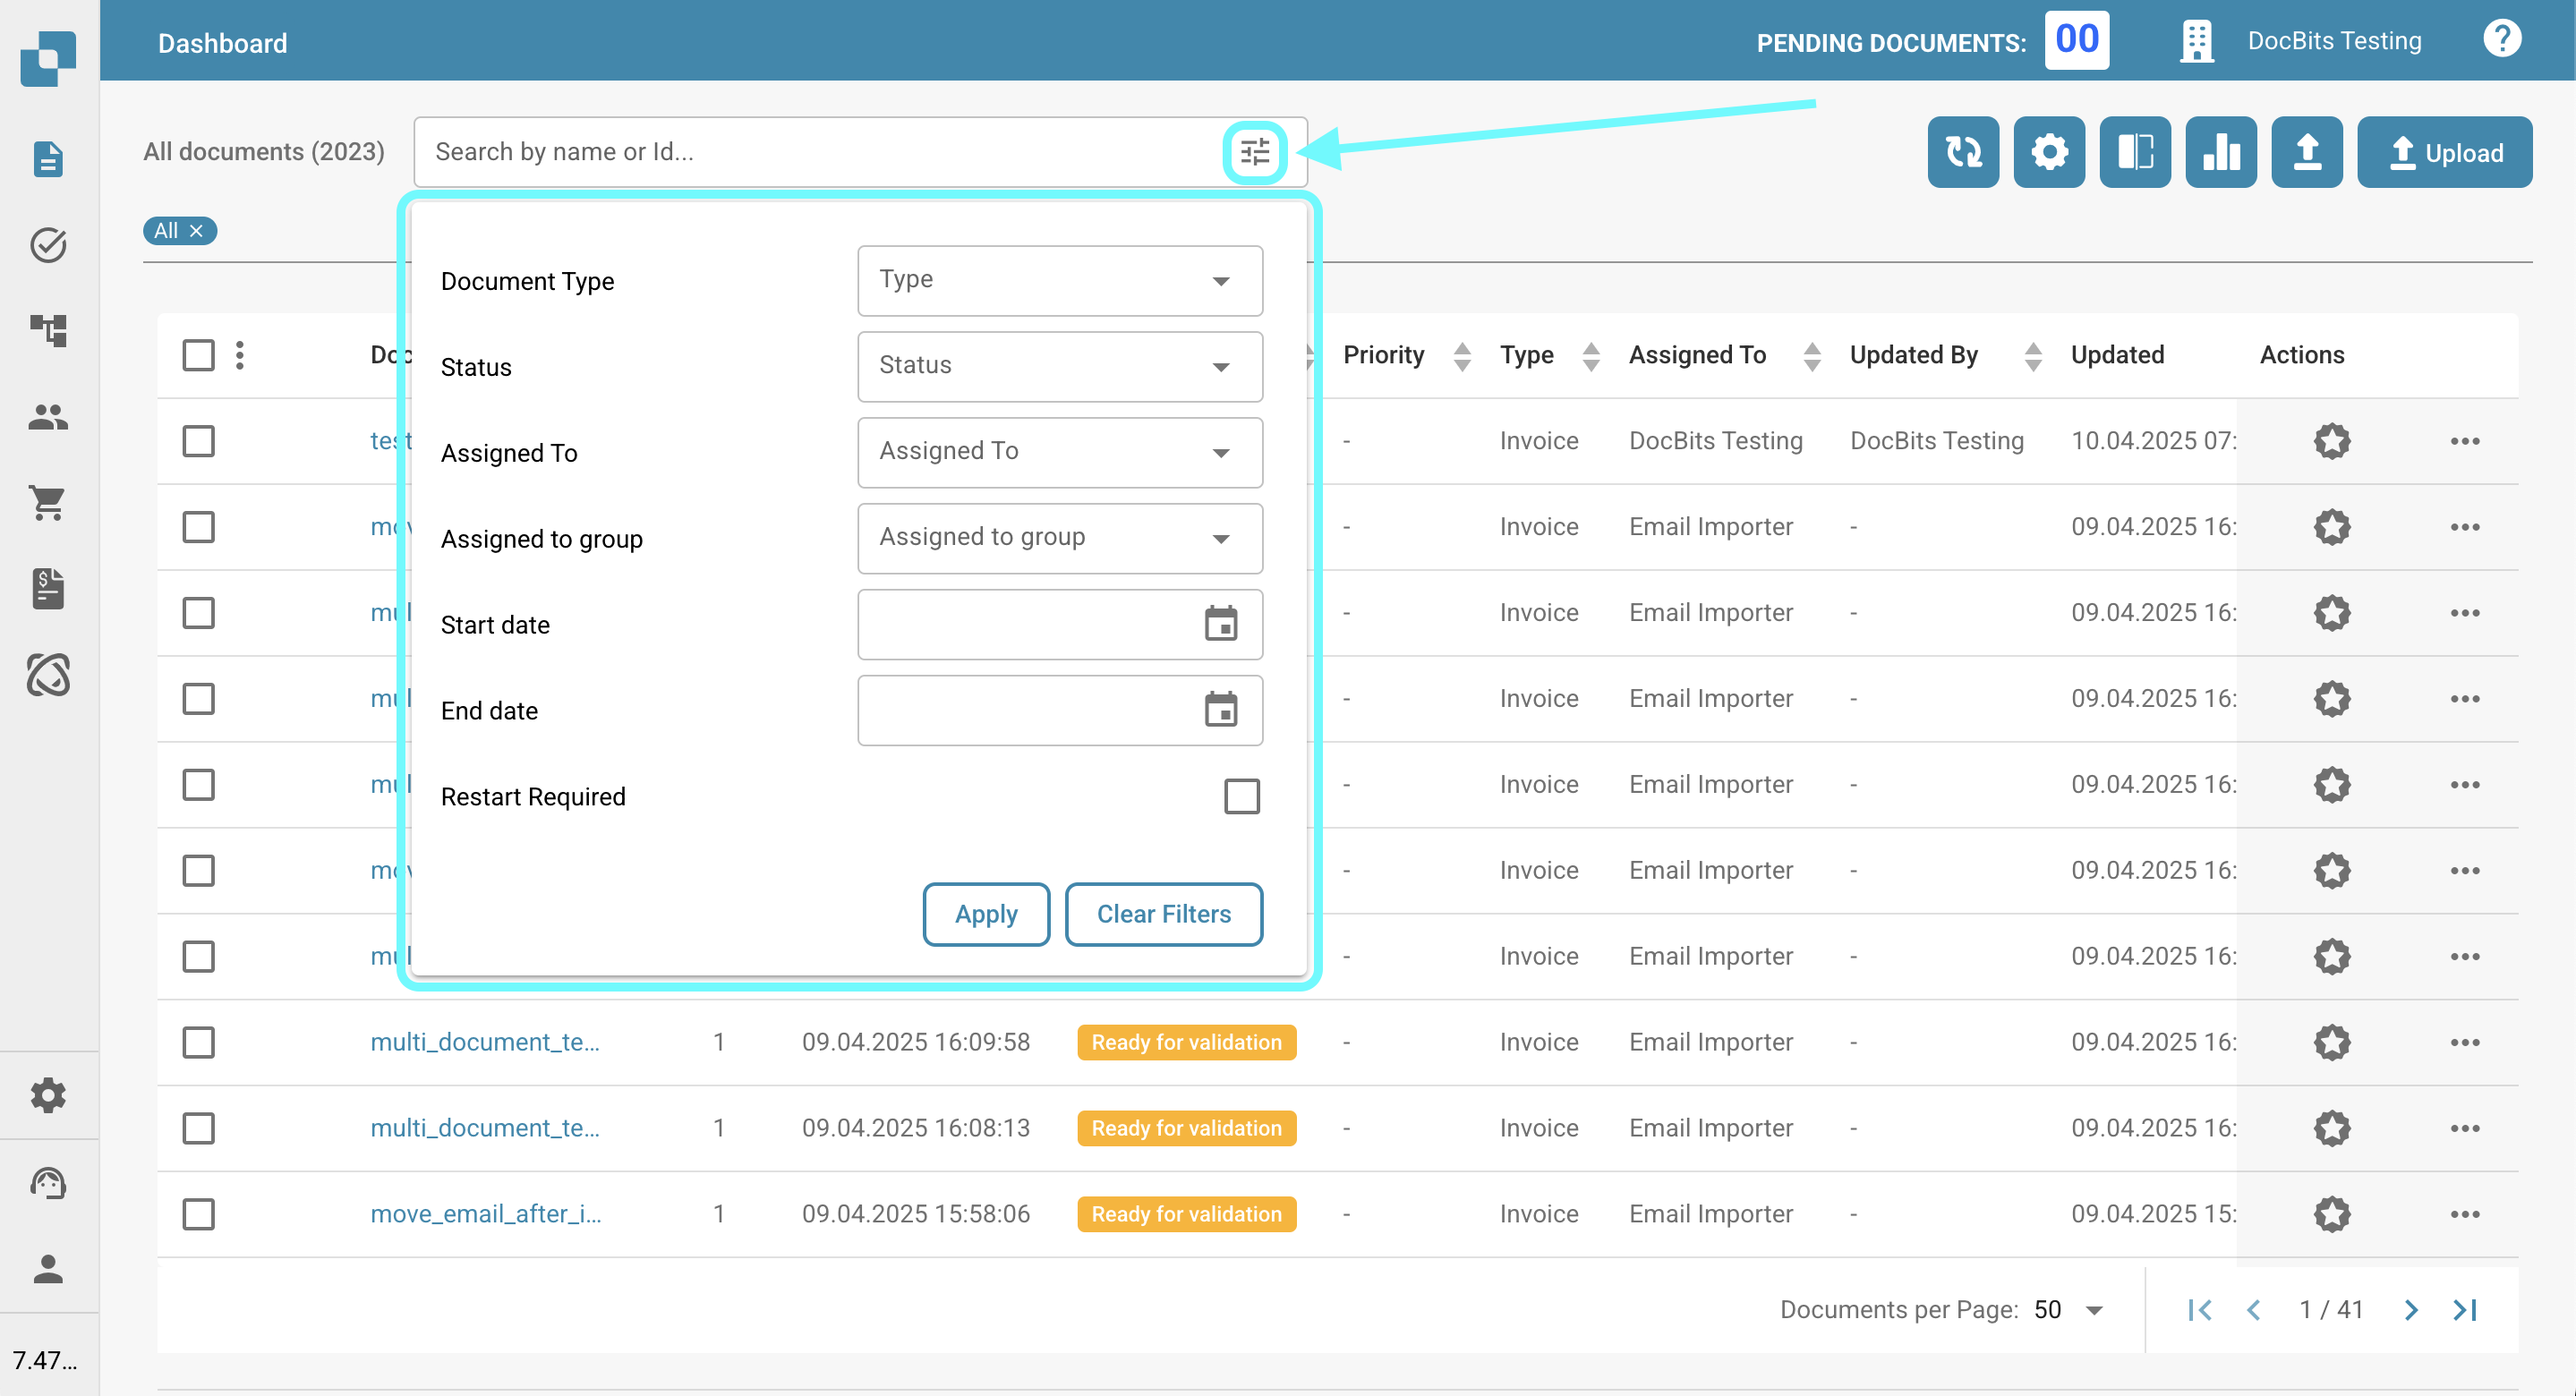 Dashboard
PENDING DOCUMENTS: 00
DocBits Testing
All documents (2023)
Search by name or Id...
Upload
All
Document Type
Type
Status
Status
Assigned To
Assigned To
Assigned to group
Assigned to group
Start date
End date
Restart Required
Apply
Clear Filters
Doc Priority Type Assigned To Updated By Updated Actions
test - Invoice DocBits Testing DocBits Testing 10.04.2025 07:
mov - Invoice Email Importer - 09.04.2025 16:
mul - Invoice Email Importer - 09.04.2025 16:
mul - Invoice Email Importer - 09.04.2025 16:
mul - Invoice Email Importer - 09.04.2025 16:
mov - Invoice Email Importer - 09.04.2025 16:
mul - Invoice Email Importer - 09.04.2025 16:
multi_document_te... 1 09.04.2025 16:09:58 Ready for validation - Invoice Email Importer - 09.04.2025 16:
multi_document_te... 1 09.04.2025 16:08:13 Ready for validation - Invoice Email Importer - 09.04.2025 16:
move_email_after_i... 1 09.04.2025 15:58:06 Ready for validation - Invoice Email Importer - 09.04.2025 15:
Documents per Page: 50
1 / 41
7.47...